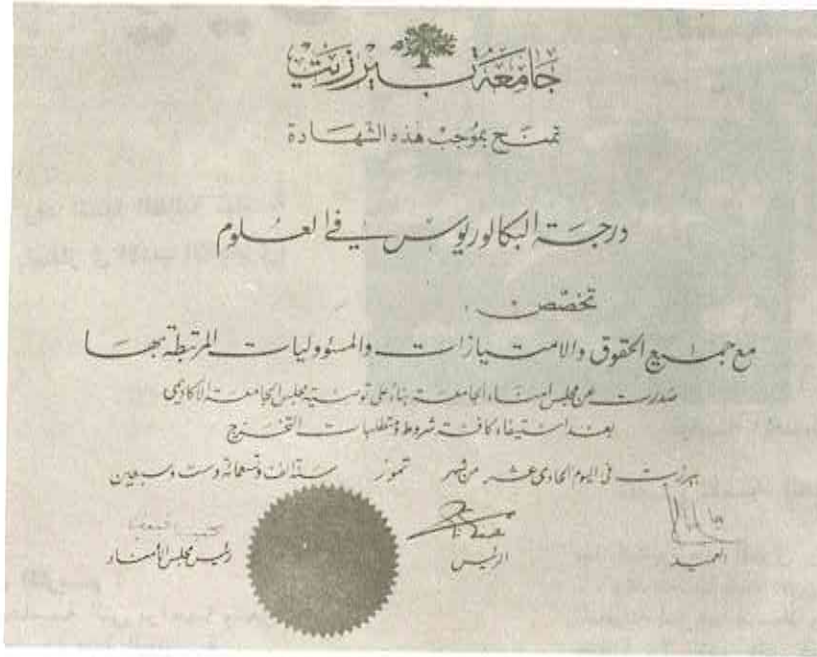 جامعة بيرزيت
تمنح بموجب هذه الشهادة
درجة البكالوريوس في العلوم
تخصص
مع جميع الحقوق والامتيازات والمسؤوليات المرتبطة بها
صدرت عن مجلس امناء الجامعة بناء على توصية مجلس الجامعة الاكاديمي
بعد استيفاء كافة شروط ومتطلبات التخرج
بيرزيت في اليوم الحادي عشر من شهر تموز سنة الف وتسعمائة وست وسبعين
العميد الرئيس رئيس مجلس الأمناء